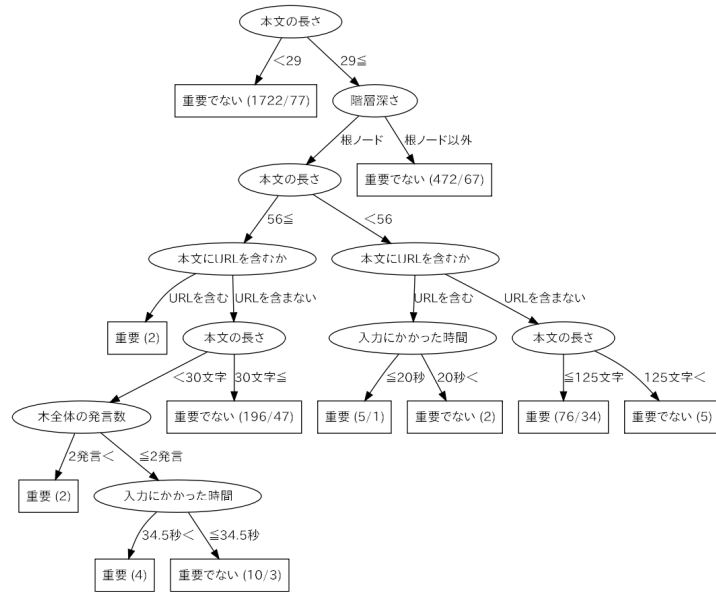 本文の長さ
＜29
29≦
重要でない (1722/77)
階層深さ
根ノード
根ノード以外
本文の長さ
重要でない (472/67)
56≦
＜56
本文にURLを含むか
本文にURLを含むか
URLを含む
URLを含まない
URLを含む
URLを含まない
重要 (2)
本文の長さ
入力にかかった時間
本文の長さ
＜30文字
30文字≦
≦20秒
20秒＜
≦125文字
125文字＜
木全体の発言数
重要でない (196/47)
重要 (5/1)
重要でない (2)
重要 (76/34)
重要でない (5)
2発言＜
≦2発言
重要 (2)
入力にかかった時間
34.5秒＜
≦34.5秒
重要 (4)
重要でない (10/3)